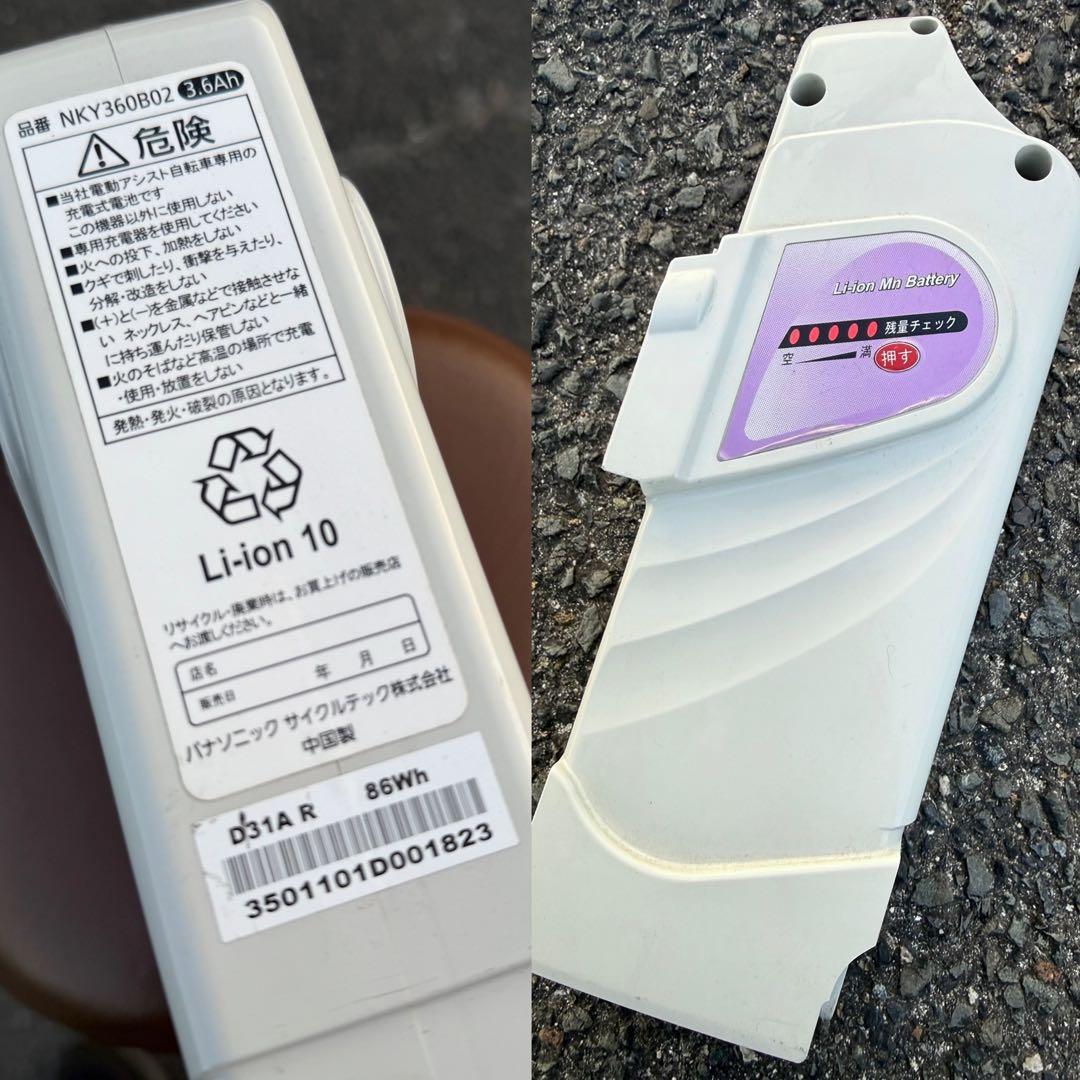 品番 NKY360B02 3.6Ah
危険
■当社電動アシスト自転車専用の
充電式電池です
この機器以外に使用しない
■専用充電器を使用してください
■火への投下、加熱をしない
■クギで刺したり、衝撃を与えたり、
分解・改造をしない
■(+)と(-)を金属などで接触させな
い ネックレス、ヘアピンなどと一緒
に持ち運んだり保管しない
■火のそばなど高温の場所で充電
・使用・放置をしない
発熱・発火・破裂の原因となります。
Li-ion 10
リサイクル・廃棄時は、お買上げの販売店
へお渡しください。
店名
販売日 年 月 日
パナソニック サイクルテック株式会社
中国製
D31A R 86Wh
3501101D001823
Li-ion Mn Battery
残量チェック
空 満 押す